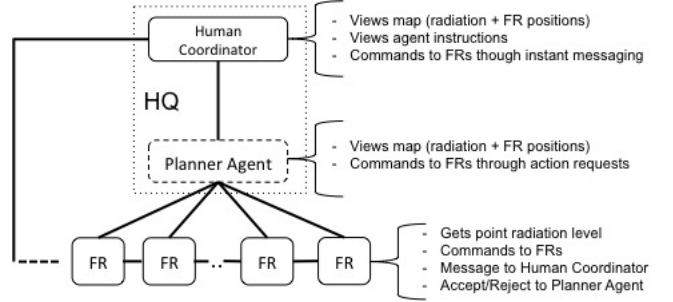 Human
Coordinator
- Views map (radiation + FR positions)
- Views agent instructions
- Commands to FRs though instant messaging
HQ
Planner Agent
- Views map (radiation + FR positions)
- Commands to FRs through action requests
FR
FR
..
FR
FR
- Gets point radiation level
- Commands to FRs
- Message to Human Coordinator
- Accept/Reject to Planner Agent